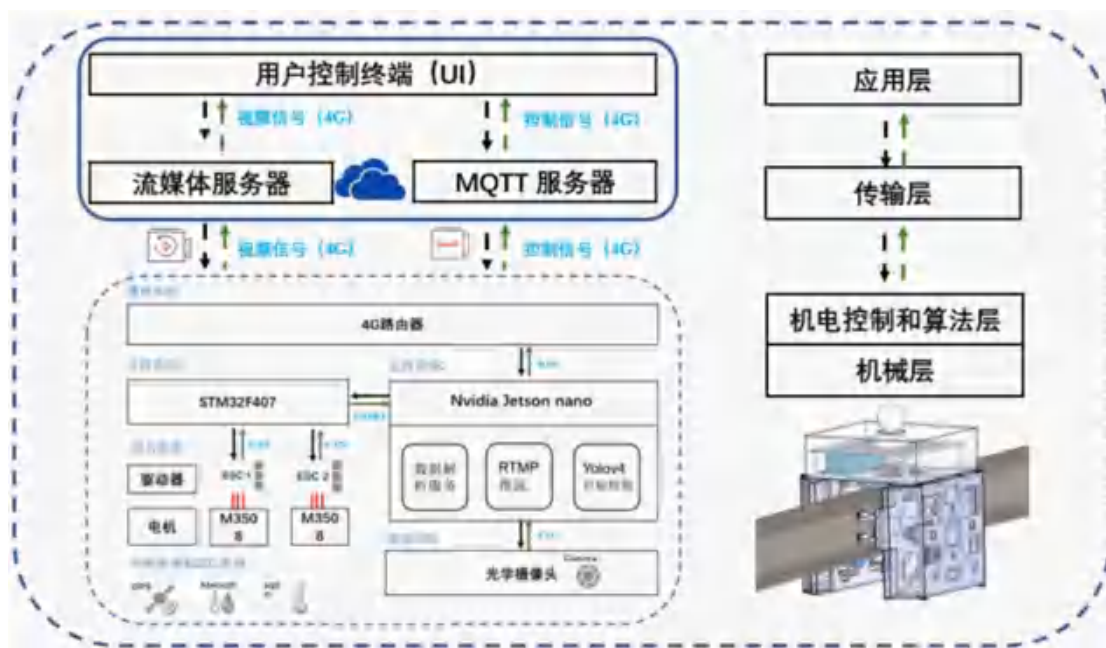 用户控制终端（UI）
视频信号（4G）
控制信号（4G）
流媒体服务器
MQTT 服务器
视频信号（4G）
控制信号（4G）
4G路由器
STM32F407
Nvidia Jetson nano
驱动器
ESC 1
ESC 2
RTMP
Yolov4
电机
M350
8
M350
8
光学摄像头
Camera
GPS
应用层
传输层
机电控制和算法层
机械层